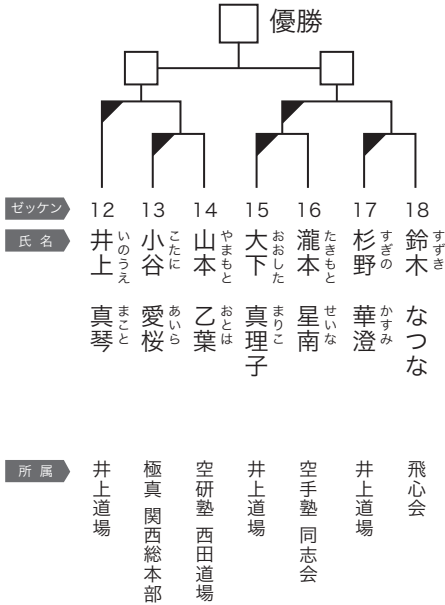 優勝
ゼッケン 12 13 14 15 16 17 18
氏名
井上 真琴
いのうえ まこと
小谷 愛桜
こたに あいら
山本 乙葉
やまもと おとは
大下 真理子
おおした まりこ
瀧本 星南
たきもと せいな
杉野 華澄
すぎの かすみ
鈴木 なつな
すずき
所属
井上道場
極真 関西総本部
空研塾 西田道場
井上道場
空手塾 同志会
井上道場
飛心会